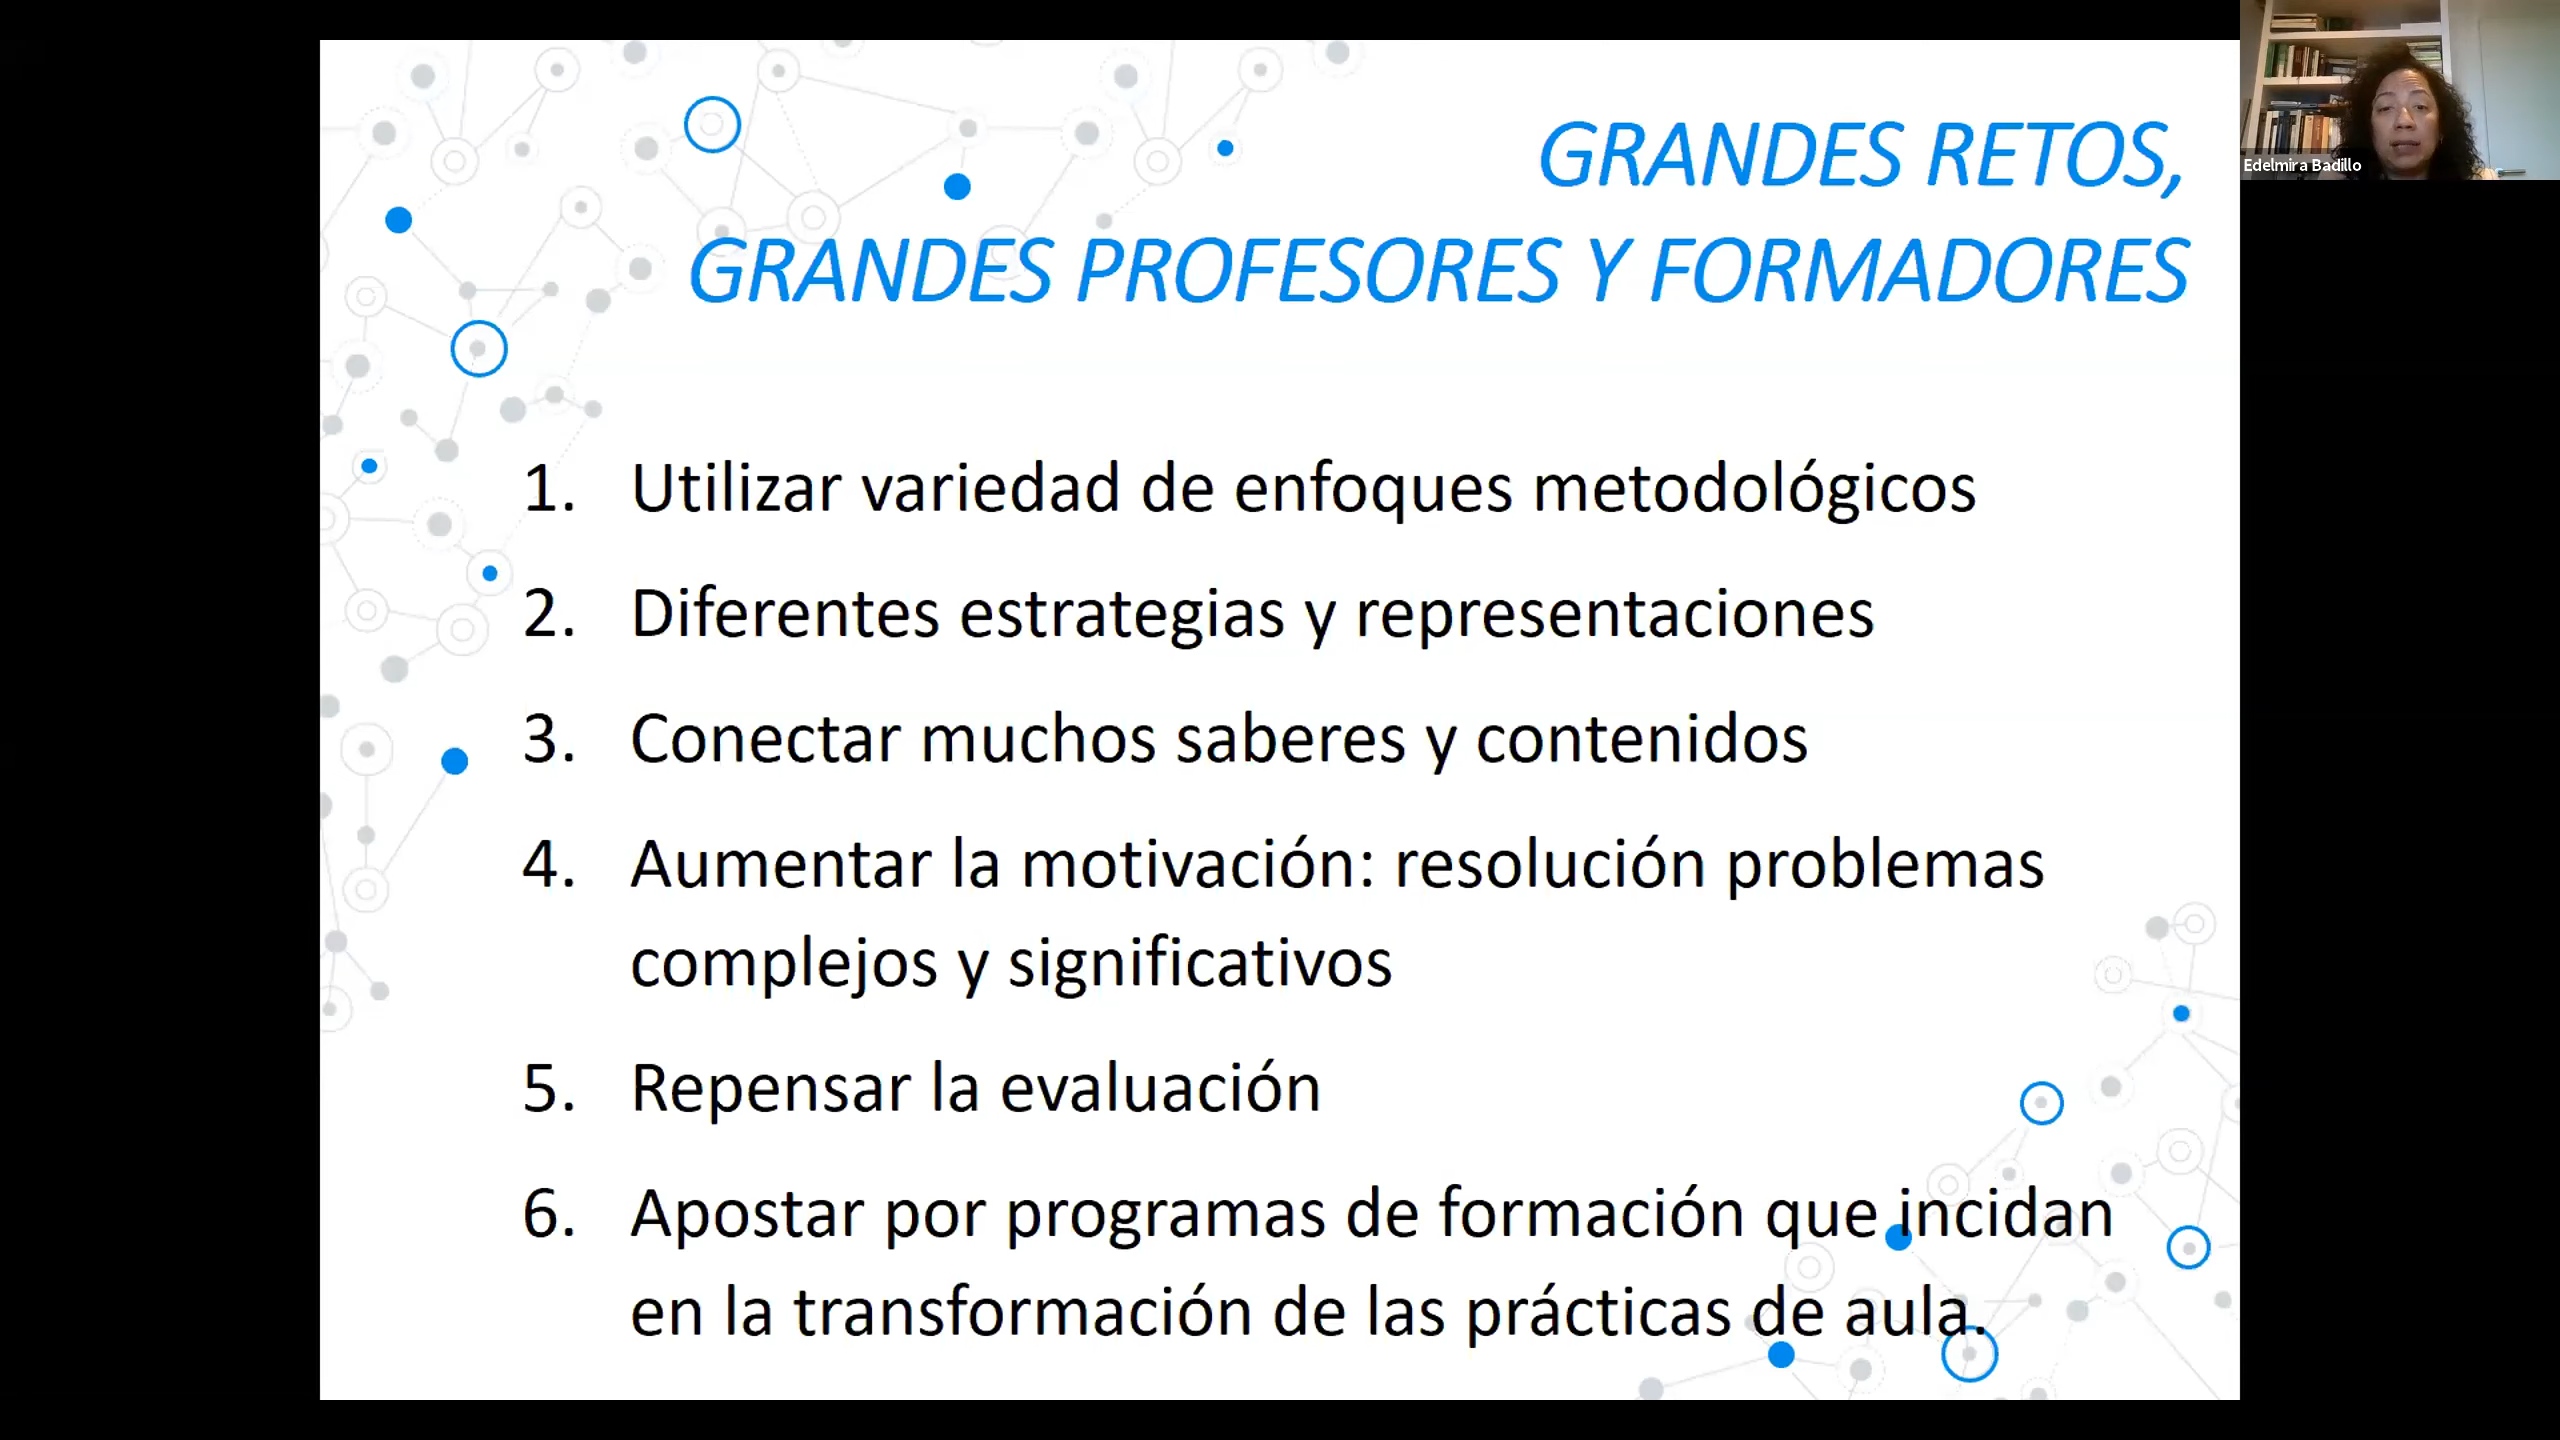 GRANDES RETOS,
GRANDES PROFESORES Y FORMADORES
Edelmira Badillo
1. Utilizar variedad de enfoques metodológicos
2. Diferentes estrategias y representaciones
3. Conectar muchos saberes y contenidos
4. Aumentar la motivación: resolución problemas
complejos y significativos
5. Repensar la evaluación
6. Apostar por programas de formación que incidan
en la transformación de las prácticas de aula.